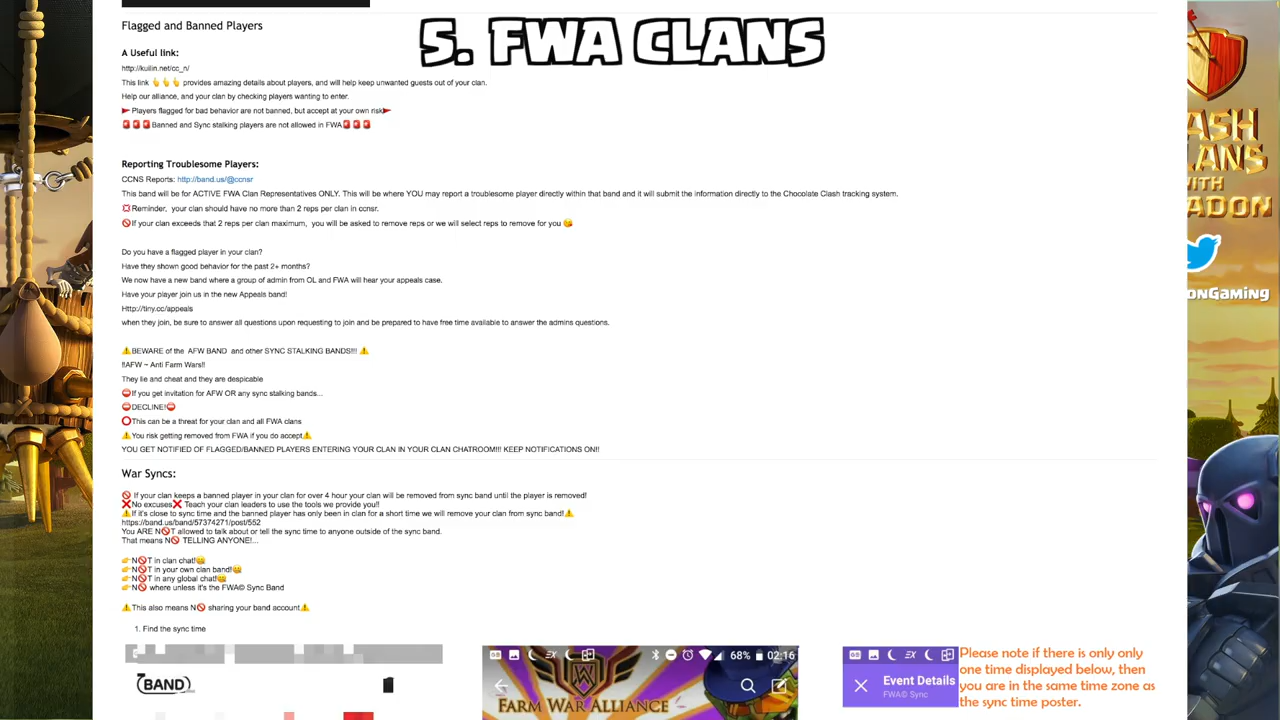 Flagged and Banned Players
5. FWA CLANS
A Useful link:
http://kuilin.net/cc_n/
This link 👆👆👆 provides amazing details about players, and will help keep unwanted guests out of your clan.
Help our alliance, and your clan by checking players wanting to enter.
🚩Players flagged for bad behavior are not banned, but accept at your own risk🚩
🚨🚨🚨Banned and Sync stalking players are not allowed in FWA🚨🚨🚨
Reporting Troublesome Players:
CCNS Reports: http://band.us/@ccnsr
This band will be for ACTIVE FWA Clan Representatives ONLY. This will be where YOU may report a troublesome player directly within that band and it will submit the information directly to the Chocolate Clash tracking system.
💢Reminder, your clan should have no more than 2 reps per clan in ccnsr.
🚫If your clan exceeds that 2 reps per clan maximum, you will be asked to remove reps or we will select reps to remove for you 😘
Do you have a flagged player in your clan?
Have they shown good behavior for the past 2+ months?
We now have a new band where a group of admin from OL and FWA will hear your appeals case.
Have your player join us in the new Appeals band!
Http://tiny.cc/appeals
when they join, be sure to answer all questions upon requesting to join and be prepared to have free time available to answer the admins questions.
⚠️BEWARE of the AFW BAND and other SYNC STALKING BANDS!!! ⚠️
‼AFW ~ Anti Farm Wars‼
They lie and cheat and they are despicable
⛔If you get invitation for AFW OR any sync stalking bands...
⛔DECLINE!⛔
⭕This can be a threat for your clan and all FWA clans
⚠️You risk getting removed from FWA if you do accept⚠️
YOU GET NOTIFIED OF FLAGGED/BANNED PLAYERS ENTERING YOUR CLAN IN YOUR CLAN CHATROOM!!! KEEP NOTIFICATIONS ON!!
War Syncs:
🚫 If your clan keeps a banned player in your clan for over 4 hour your clan will be removed from sync band until the player is removed!
❌No excuses❌ Teach your clan leaders to use the tools we provide you!!
⚠️If it's close to sync time and the banned player has only been in clan for a short time we will remove your clan from sync band!⚠️
https://band.us/band/57374271/post/552
You ARE N🚫T allowed to talk about or tell the sync time to anyone outside of the sync band.
That means N🚫 TELLING ANYONE!...
👉N🚫T in clan chat!🤐
👉N🚫T in your own clan band!🤐
👉N🚫T in any global chat!🤐
👉N🚫 where unless it's the FWA© Sync Band
⚠️This also means N🚫 sharing your band account⚠️
1. Find the sync time
BAND
68% 02:16
FARM WAR ALLIANCE
Event Details
FWA© Sync
Please note if there is only only
one time displayed below, then
you are in the same time zone as
the sync time poster.
ASH
LANS
WITH
ADON
onGaming